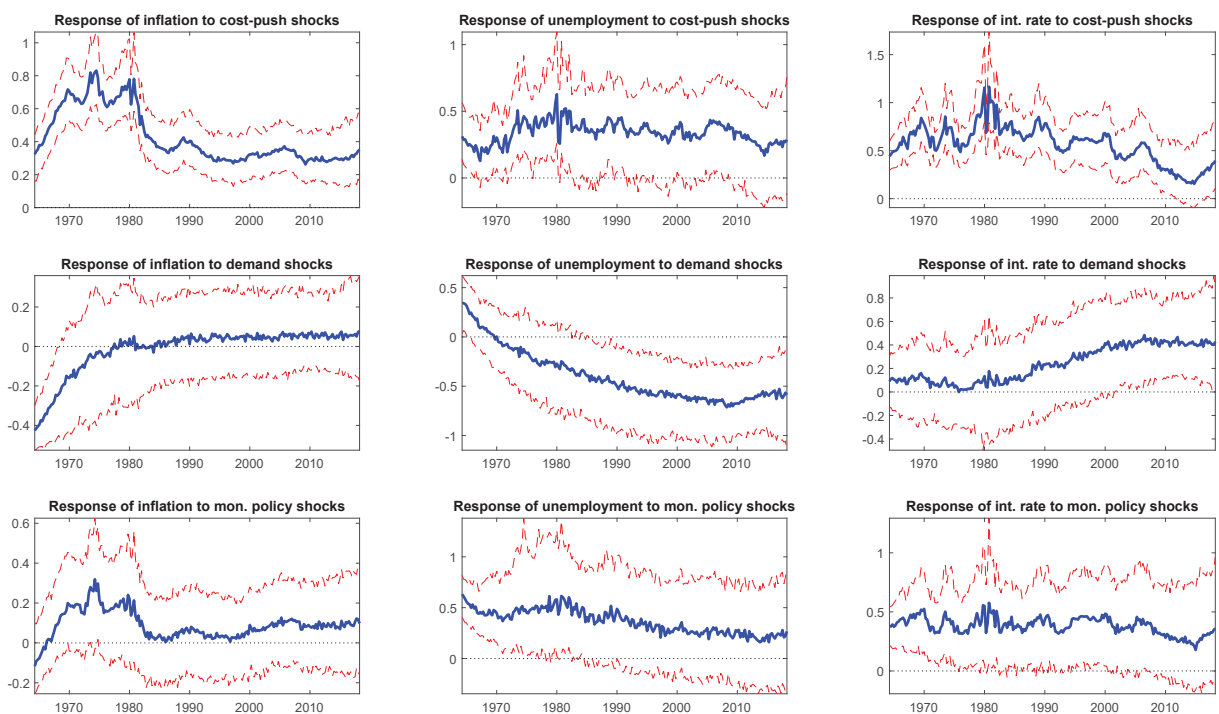 Response of inflation to cost-push shocks
1
0.8
0.6
0.4
0.2
0
1970 1980 1990 2000 2010
Response of unemployment to cost-push shocks
1
0.5
0
1970 1980 1990 2000 2010
Response of int. rate to cost-push shocks
1.5
1
0.5
0
1970 1980 1990 2000 2010
Response of inflation to demand shocks
0.2
0
-0.2
-0.4
1970 1980 1990 2000 2010
Response of unemployment to demand shocks
0.5
0
-0.5
-1
1970 1980 1990 2000 2010
Response of int. rate to demand shocks
0.8
0.6
0.4
0.2
0
-0.2
-0.4
1970 1980 1990 2000 2010
Response of inflation to mon. policy shocks
0.6
0.4
0.2
0
-0.2
1970 1980 1990 2000 2010
Response of unemployment to mon. policy shocks
1
0.5
0
1970 1980 1990 2000 2010
Response of int. rate to mon. policy shocks
1
0.5
0
1970 1980 1990 2000 2010